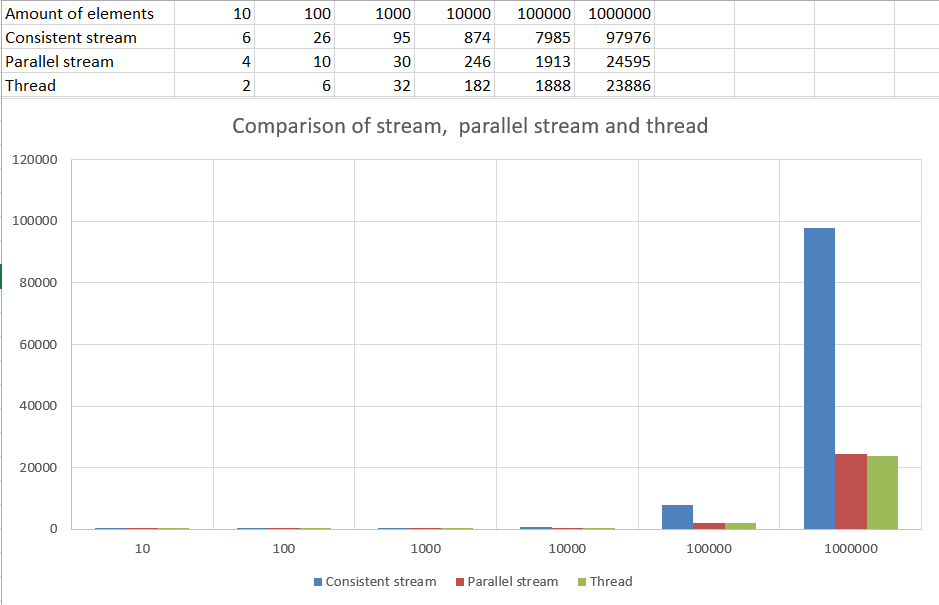 Amount of elements 10 100 1000 10000 100000 1000000
Consistent stream 6 26 95 874 7985 97976
Parallel stream 4 10 30 246 1913 24595
Thread 2 6 32 182 1888 23886
Comparison of stream,  parallel stream and thread
120000
100000
80000
60000
40000
20000
0
10 100 1000 10000 100000 1000000
Consistent stream Parallel stream Thread